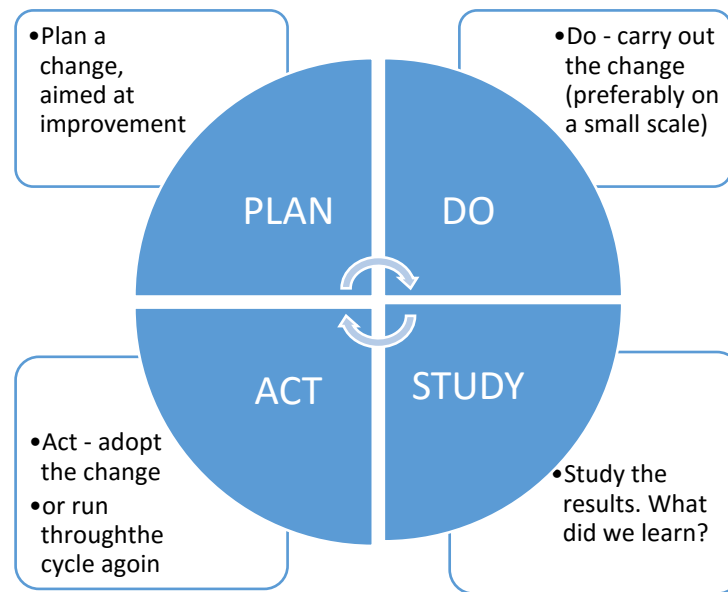 •Plan a
change,
aimed at
improvement
•Do - carry out
the change
(preferably on
a small scale)
PLAN
DO
ACT
STUDY
•Act - adopt
the change
•or run
throughthe
cycle agoin
•Study the
results. What
did we learn?